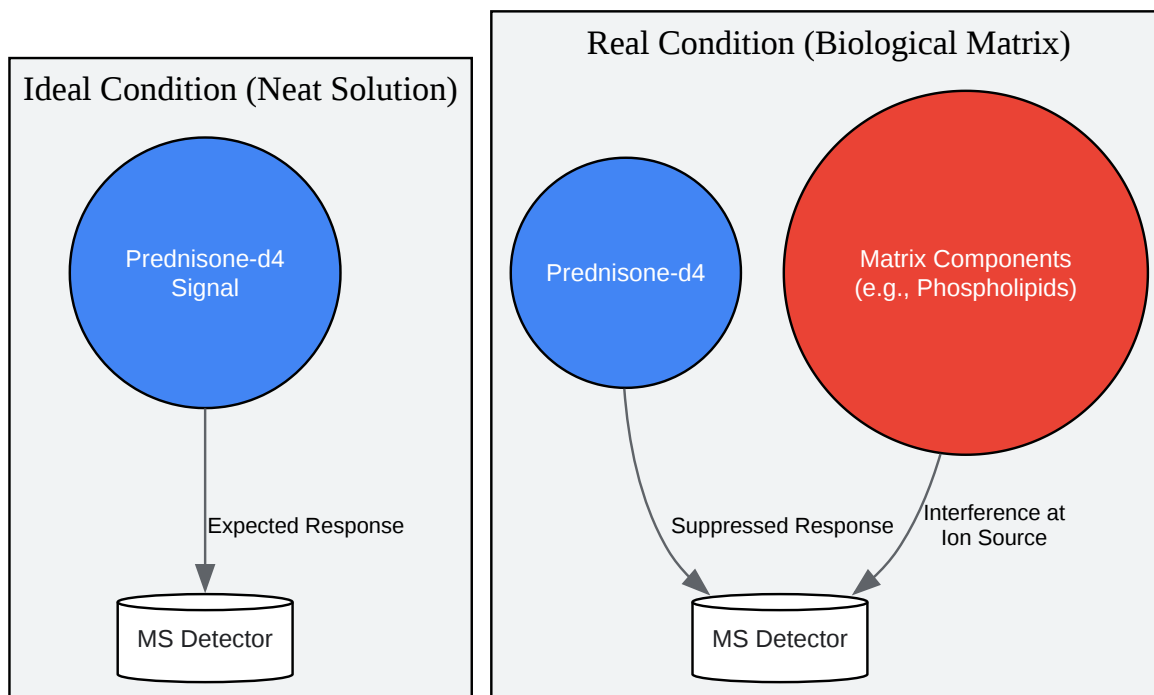 Ideal Condition (Neat Solution)
Prednisone-d4
Signal
Expected Response
MS Detector
Real Condition (Biological Matrix)
Prednisone-d4
Matrix Components
(e.g., Phospholipids)
Suppressed Response
Interference at
Ion Source
MS Detector